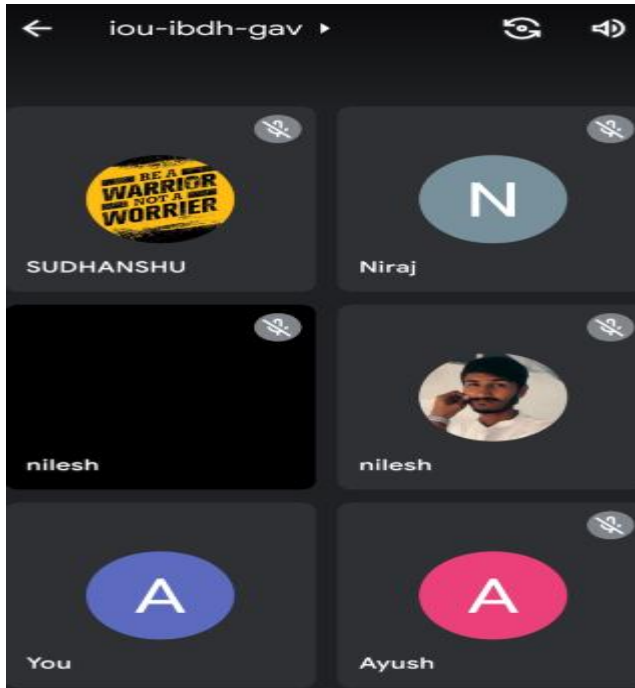 iou-ibdh-gav
BE A
WARRIOR
NOT A
WORRIER
SUDHANSHU
N
Niraj
nilesh
nilesh
A
You
A
Ayush